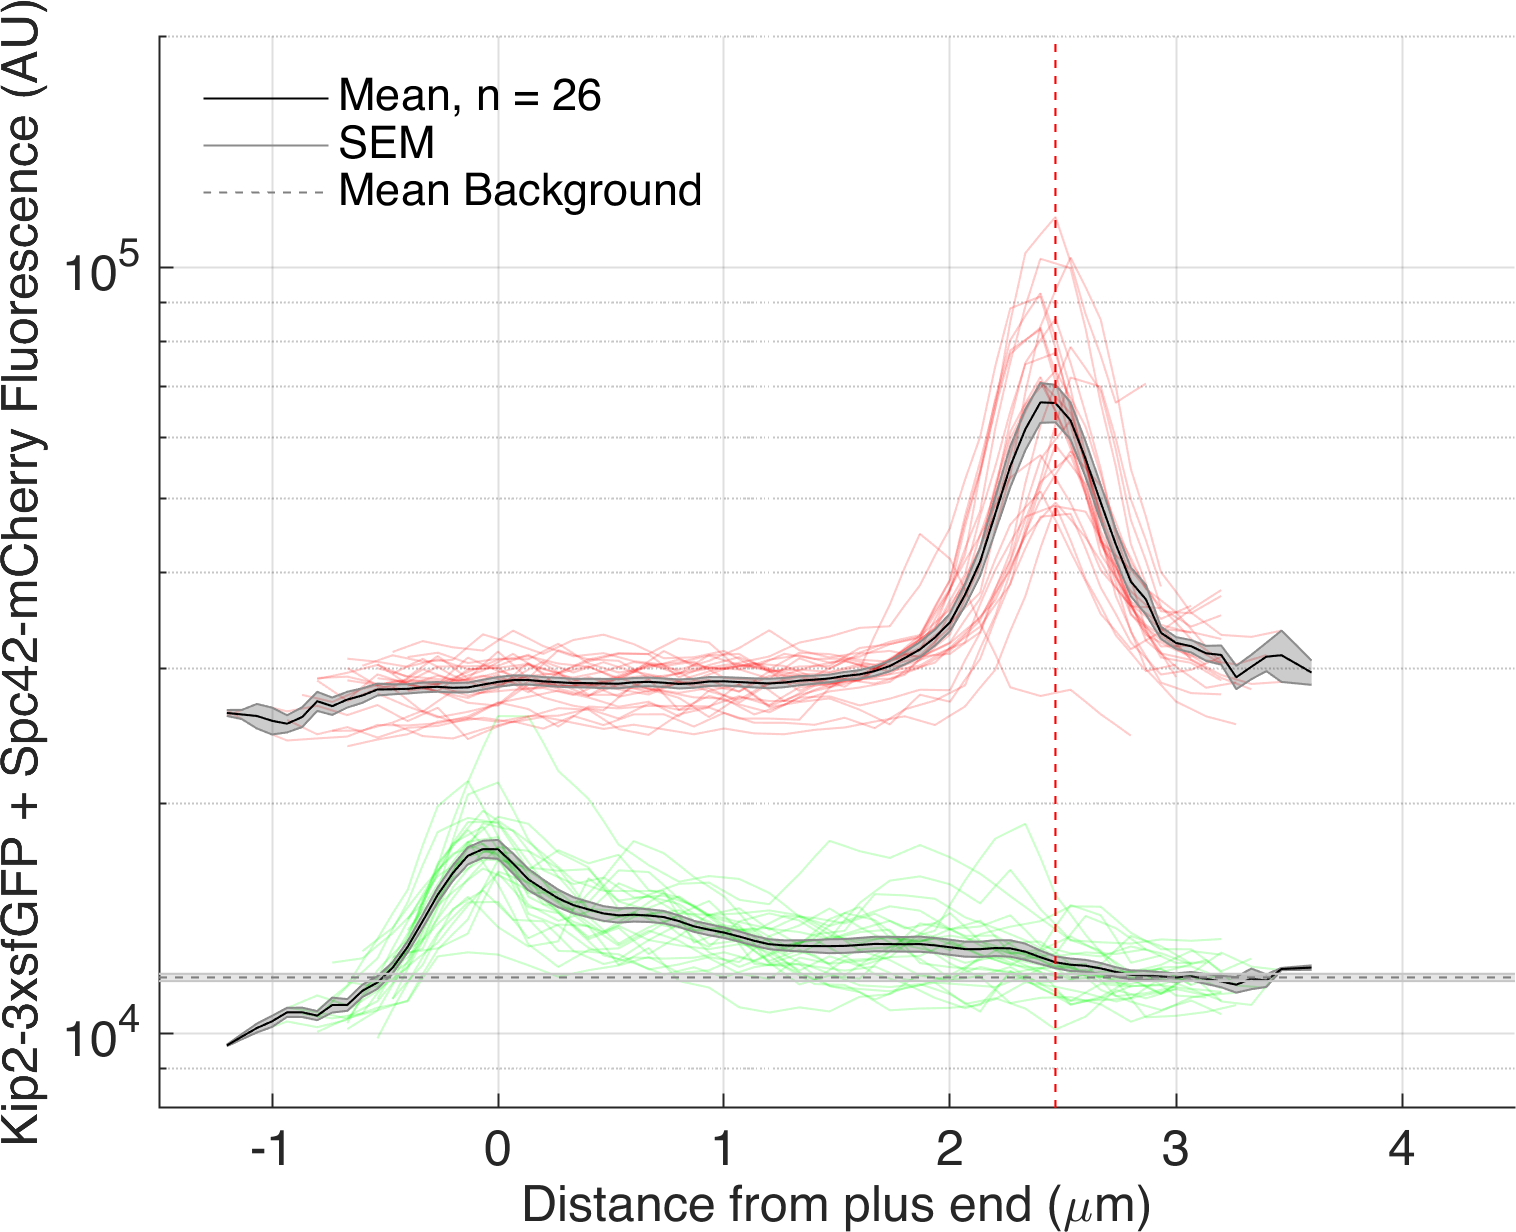 Kip2-3xsfGFP + Spc42-mCherry Fluorescence (AU)
Mean, n = 26
SEM
Mean Background
10^5
10^4
-1 0 1 2 3 4
Distance from plus end (μm)